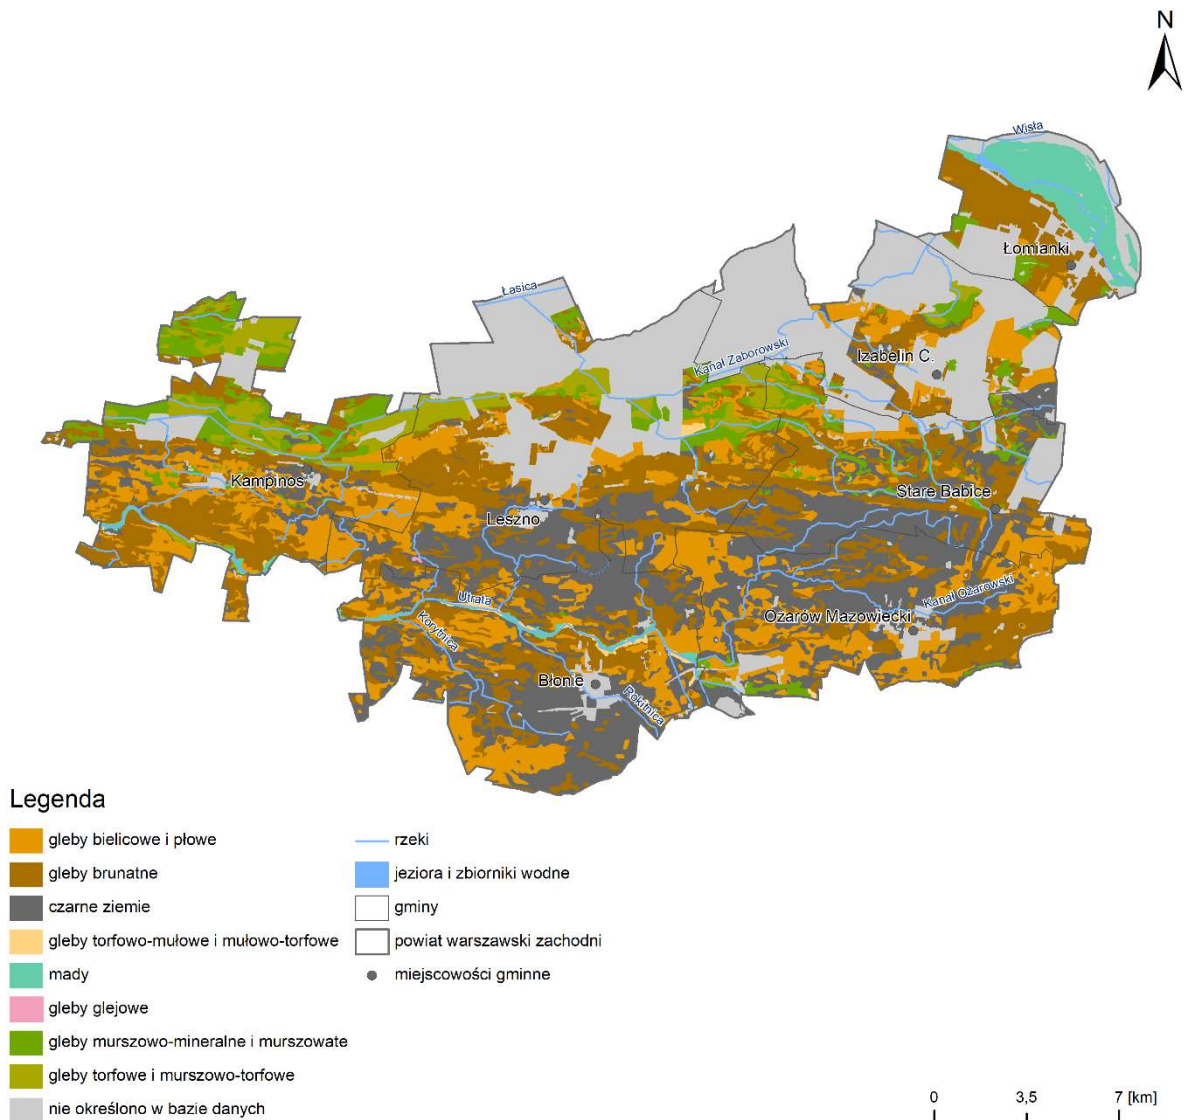 N
Wisła
Łomianki
Łasica
Kanał Zaborowski
Izabelin C.
Kampinos
Stare Babice
Leszno
Utrata
Kanał Ożarowski
Ożarów Mazowiecki
Korytnica
Błonie
Rokitnica
Legenda
gleby bielicowe i płowe
gleby brunatne
czarne ziemie
gleby torfowo-mułowe i mułowo-torfowe
mady
gleby glejowe
gleby murszowo-mineralne i murszowate
gleby torfowe i murszowo-torfowe
nie określono w bazie danych
rzeki
jeziora i zbiorniki wodne
gminy
powiat warszawski zachodni
miejscowości gminne
0 3,5 7 [km]